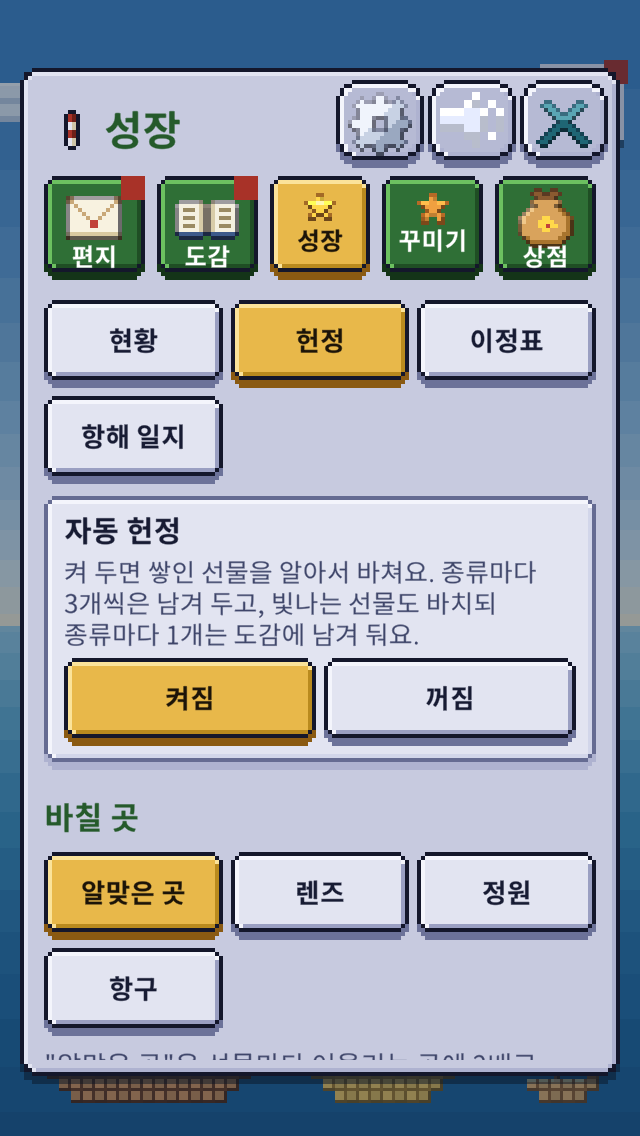 성장
편지
도감
성장
꾸미기
상점
현황
헌정
이정표
항해 일지
자동 헌정
켜 두면 쌓인 선물을 알아서 바쳐요. 종류마다
3개씩은 남겨 두고, 빛나는 선물도 바치되
종류마다 1개는 도감에 남겨 둬요.
켜짐
꺼짐
바칠 곳
알맞은 곳
렌즈
정원
항구